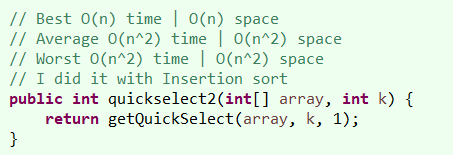 // Best O(n) time | O(n) space
// Average O(n^2) time | O(n^2) space
// Worst O(n^2) time | O(n^2) space
// I did it with Insertion sort
public int quickselect2(int[] array, int k) {
    return getQuickSelect(array, k, 1);
}